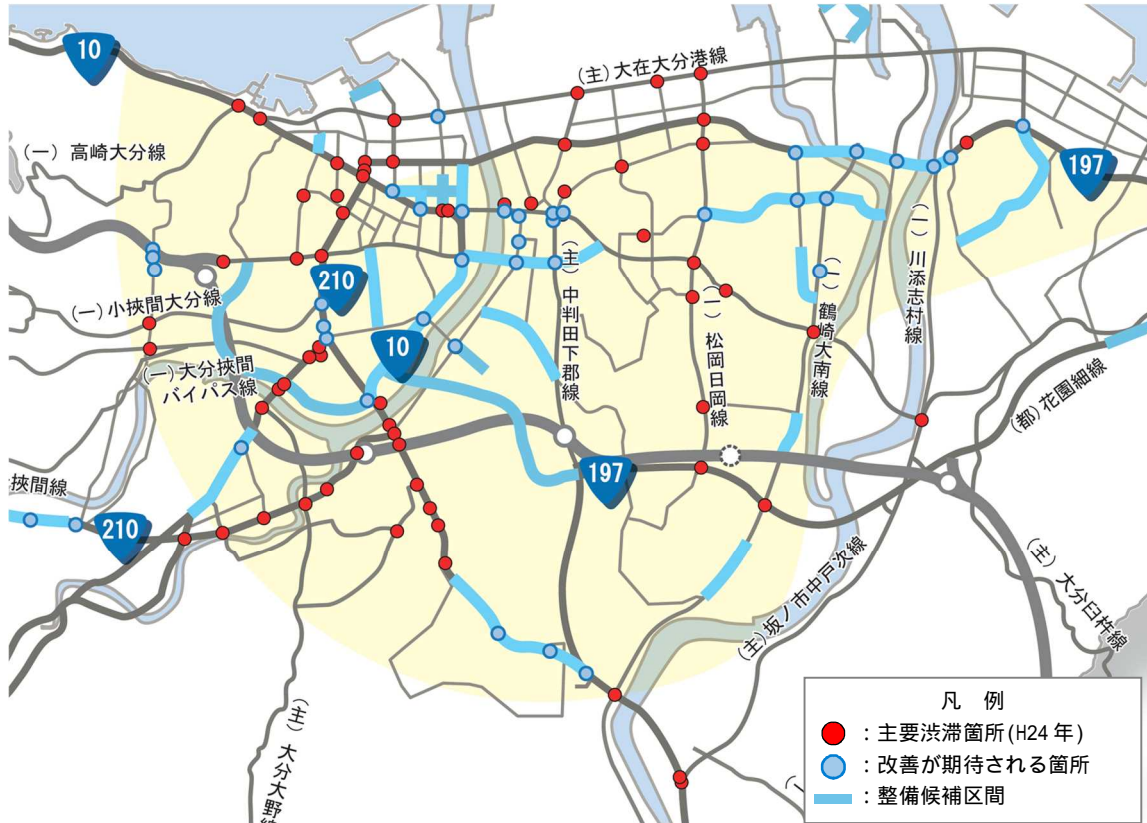 10
(主)大在大分港線
(一) 高崎大分線
197
(一)小挾間大分線
210
(一)大分挾間
バイパス線
10
(主)中判田下郡線
(一)松岡日岡線
(一)鶴崎大南線
(一)川添志村線
(都)花園細線
挾間線
210
197
(主)坂ノ市中戸次線
(主)大分臼杵線
(主)大分大野線
凡 例
:主要渋滞箇所(H24年)
:改善が期待される箇所
:整備候補区間